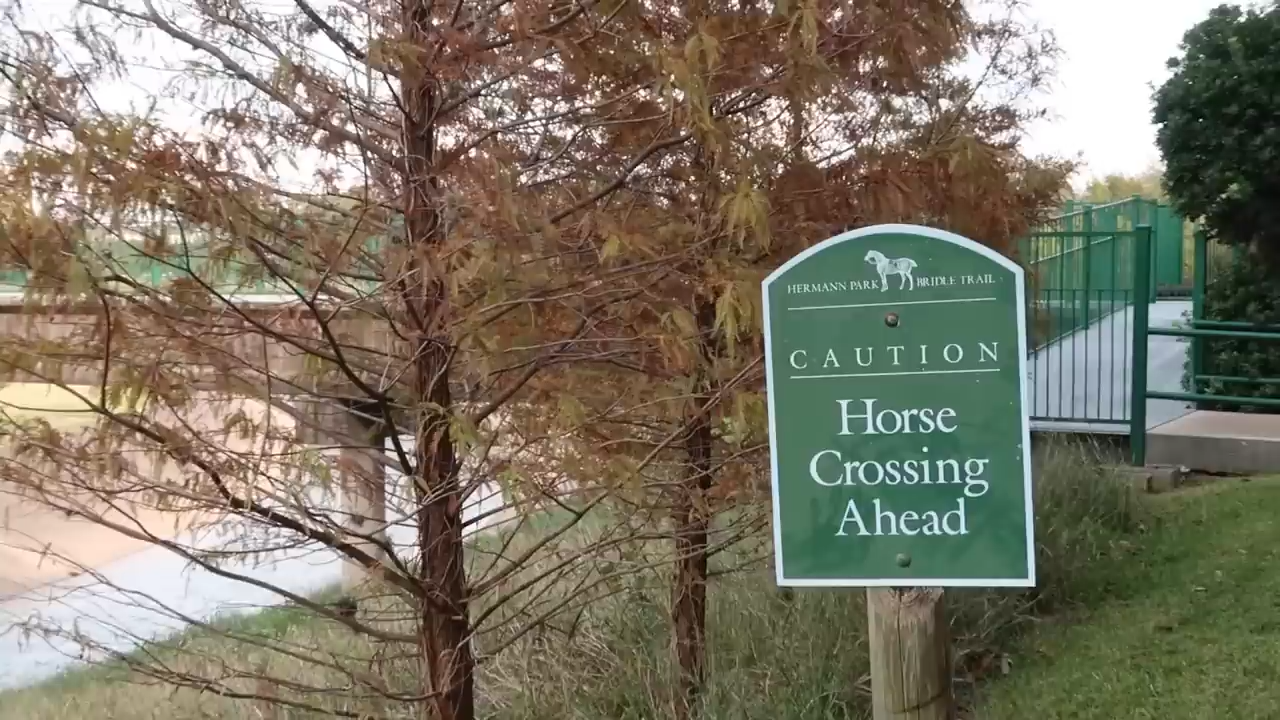 HERMANN PARK BRIDLE TRAIL
CAUTION
Horse
Crossing
Ahead